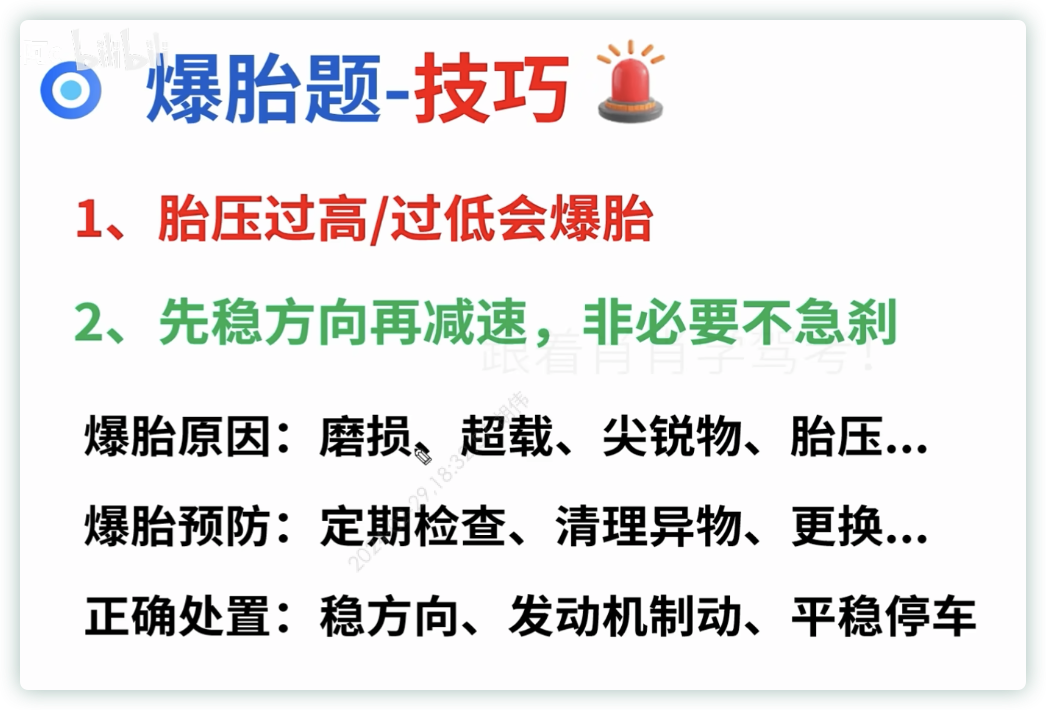 bilibili
爆胎题-技巧
1、胎压过高/过低会爆胎
2、先稳方向再减速，非必要不急刹
跟着肖肖学驾考！
爆胎原因：磨损、超载、尖锐物、胎压...
爆胎预防：定期检查、清理异物、更换...
正确处置：稳方向、发动机制动、平稳停车